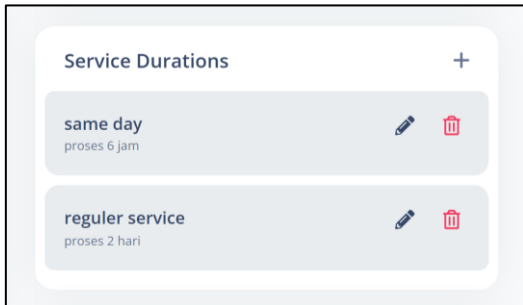 Service Durations
same day
proses 6 jam
reguler service
proses 2 hari